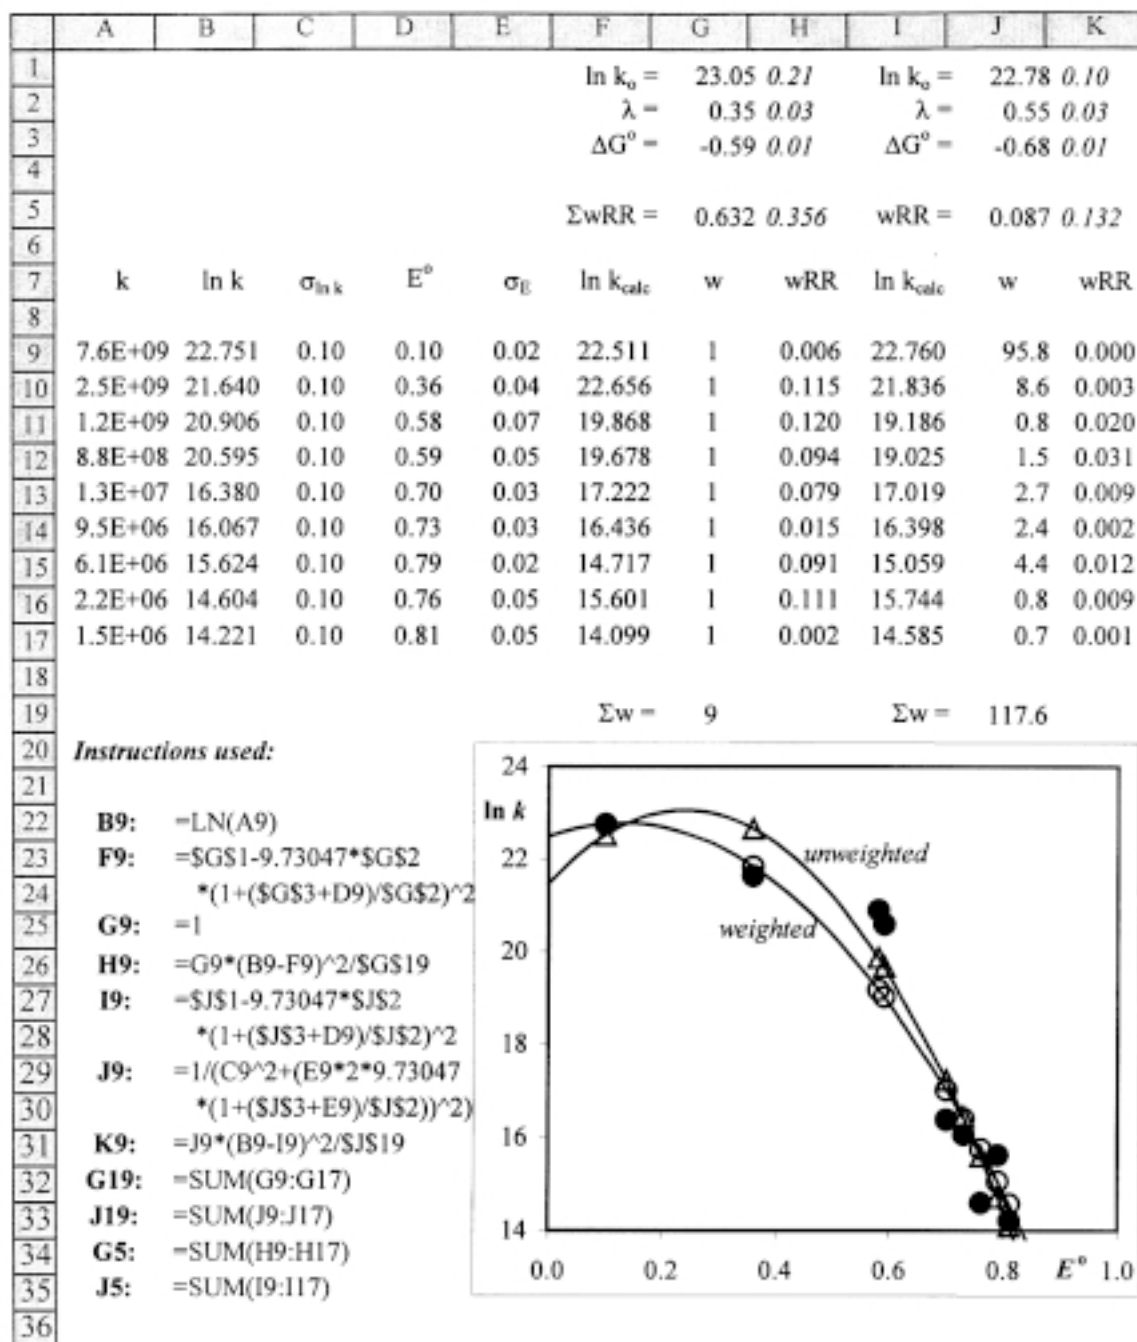 A B C D E F G H I J K
1 ln kₒ = 23.05 0.21 ln kₒ = 22.78 0.10
2 λ = 0.35 0.03 λ = 0.55 0.03
3 ΔG° = -0.59 0.01 ΔG° = -0.68 0.01
4
5 ΣwRR = 0.632 0.356 wRR = 0.087 0.132
6
7 k ln k σln k E° σE ln kcalc w wRR ln kcalc w wRR
8
9 7.6E+09 22.751 0.10 0.10 0.02 22.511 1 0.006 22.760 95.8 0.000
10 2.5E+09 21.640 0.10 0.36 0.04 22.656 1 0.115 21.836 8.6 0.003
11 1.2E+09 20.906 0.10 0.58 0.07 19.868 1 0.120 19.186 0.8 0.020
12 8.8E+08 20.595 0.10 0.59 0.05 19.678 1 0.094 19.025 1.5 0.031
13 1.3E+07 16.380 0.10 0.70 0.03 17.222 1 0.079 17.019 2.7 0.009
14 9.5E+06 16.067 0.10 0.73 0.03 16.436 1 0.015 16.398 2.4 0.002
15 6.1E+06 15.624 0.10 0.79 0.02 14.717 1 0.091 15.059 4.4 0.012
16 2.2E+06 14.604 0.10 0.76 0.05 15.601 1 0.111 15.744 0.8 0.009
17 1.5E+06 14.221 0.10 0.81 0.05 14.099 1 0.002 14.585 0.7 0.001
18
19 Σw = 9 Σw = 117.6
20 Instructions used:
21
22 B9: =LN(A9)
23 F9: =$G$1-9.73047*$G$2
24 *(1+($G$3+D9)/$G$2)^2
25 G9: =1
26 H9: =G9*(B9-F9)^2/$G$19
27 I9: =$J$1-9.73047*$J$2
28 *(1+($J$3+D9)/$J$2)^2
29 J9: =1/(C9^2+(E9*2*9.73047
30 *(1+($J$3+E9)/$J$2))^2)
31 K9: =J9*(B9-I9)^2/$J$19
32 G19: =SUM(G9:G17)
33 J19: =SUM(J9:J17)
34 G5: =SUM(H9:H17)
35 J5: =SUM(I9:I17)
36
24
ln k
22
unweighted
weighted
20
18
16
14
0.0 0.2 0.4 0.6 0.8 E° 1.0